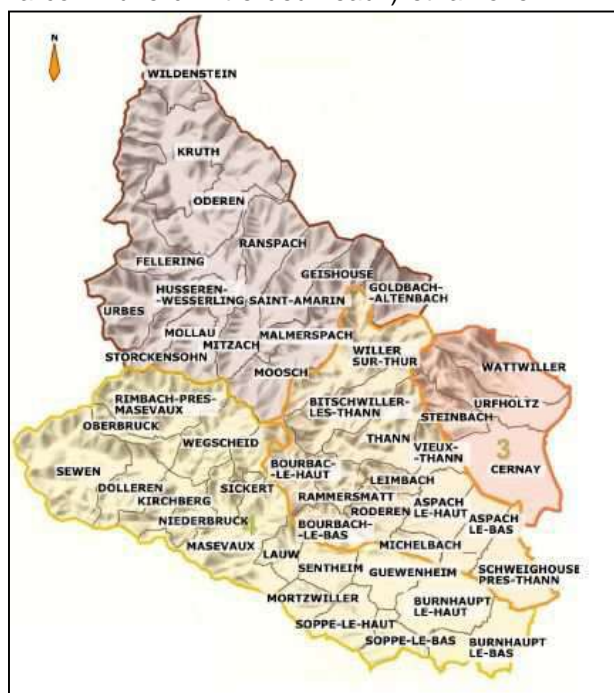 N
WILDENSTEIN
KRUTH
ODEREN
RANSPACH
FELLERING
GEISHOUSE
GOLDBACH-
-ALTENBACH
HUSSEREN-
-WESSERLING
SAINT-AMARIN
URBES
MOLLAU
MITZACH
MALMERSPACH
STORCKENSOHN
MOOSCH
WILLER
SUR-THUR
WATTWILLER
RIMBACH-PRES-
MASEVAUX
BITSCHWILLER-
LES-THANN
UFHOLTZ
STEINBACH
OBERBRUCK
WEGSCHEID
THANN
VIEUX-
-THANN
3
CERNAY
SEWEN
BOURBAC-
-LE-HAUT
LEIMBACH
DOLLEREN
SICKERT
KIRCHBERG
RAMMERSMATT
RODEREN
ASPACH
LE-HAUT
NIEDERBRUCK
BOURBACH-
-LE-BAS
ASPACH
LE-BAS
MASEVAUX
LAUW
MICHELBACH
SENTHEIM
GUEWENHEIM
SCHWEIGHOUSE
PRES-THANN
MORTZWILLER
BURNHAUPT
LE-HAUT
SOPPE-LE-HAUT
SOPPE-LE-BAS
BURNHAUPT
LE-BAS